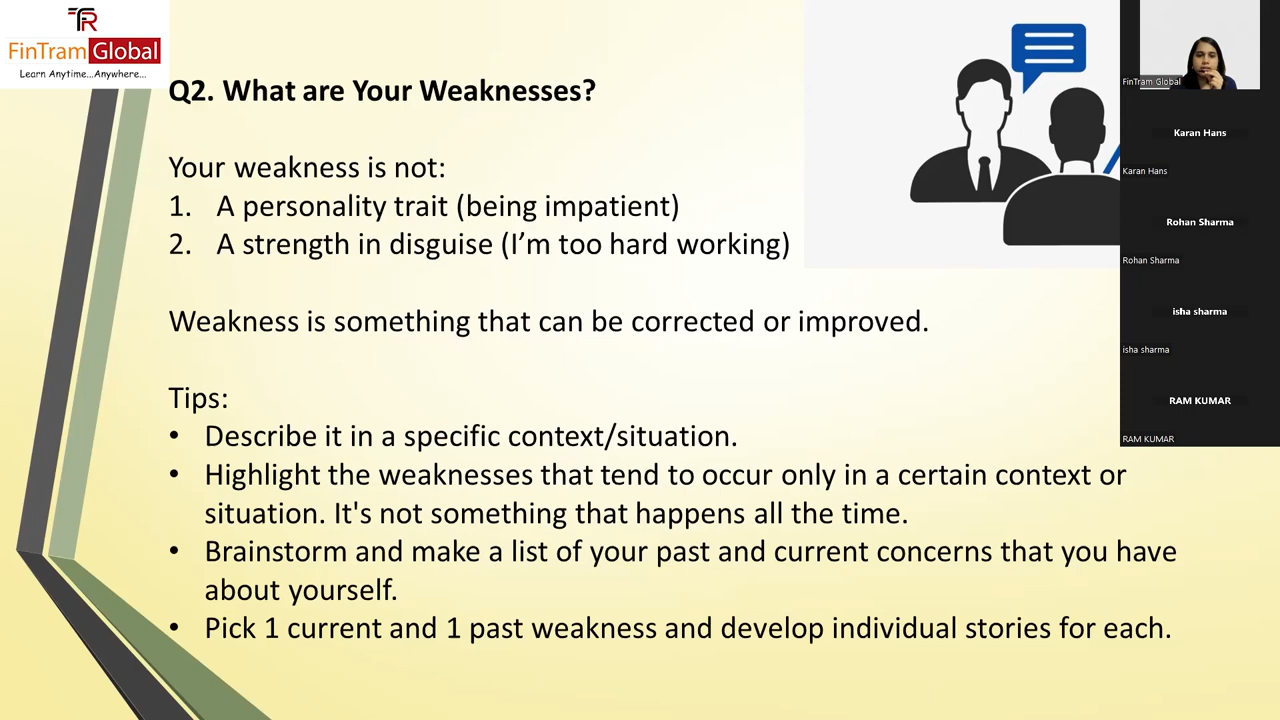 TR
FinTram Global
Learn Anytime...Anywhere...
Q2. What are Your Weaknesses?
Your weakness is not:
1. A personality trait (being impatient)
2. A strength in disguise (I’m too hard working)
Weakness is something that can be corrected or improved.
Tips:
• Describe it in a specific context/situation.
• Highlight the weaknesses that tend to occur only in a certain context or
situation. It's not something that happens all the time.
• Brainstorm and make a list of your past and current concerns that you have
about yourself.
• Pick 1 current and 1 past weakness and develop individual stories for each.
FinTram Global
Karan Hans
Karan Hans
Rohan Sharma
Rohan Sharma
isha sharma
isha sharma
RAM KUMAR
RAM KUMAR